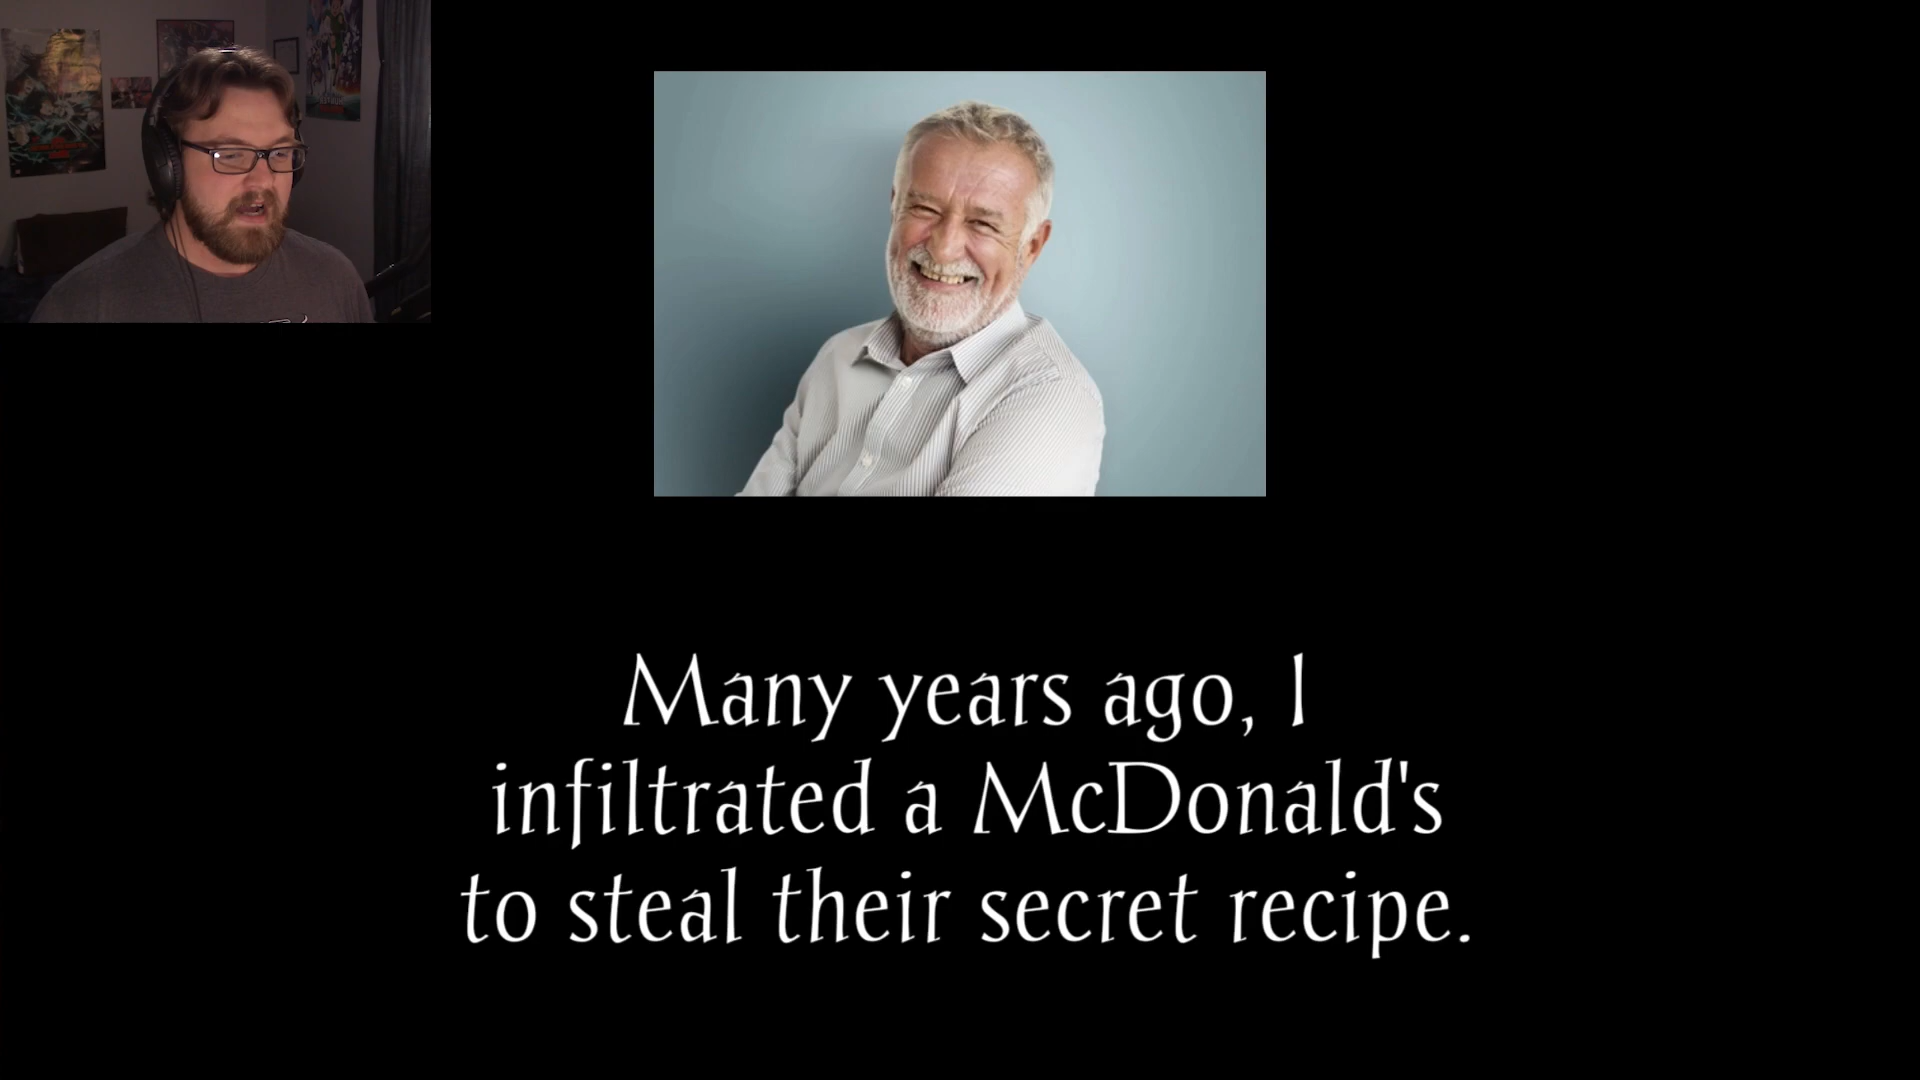 Many years ago, I
infiltrated a McDonald's
to steal their secret recipe.